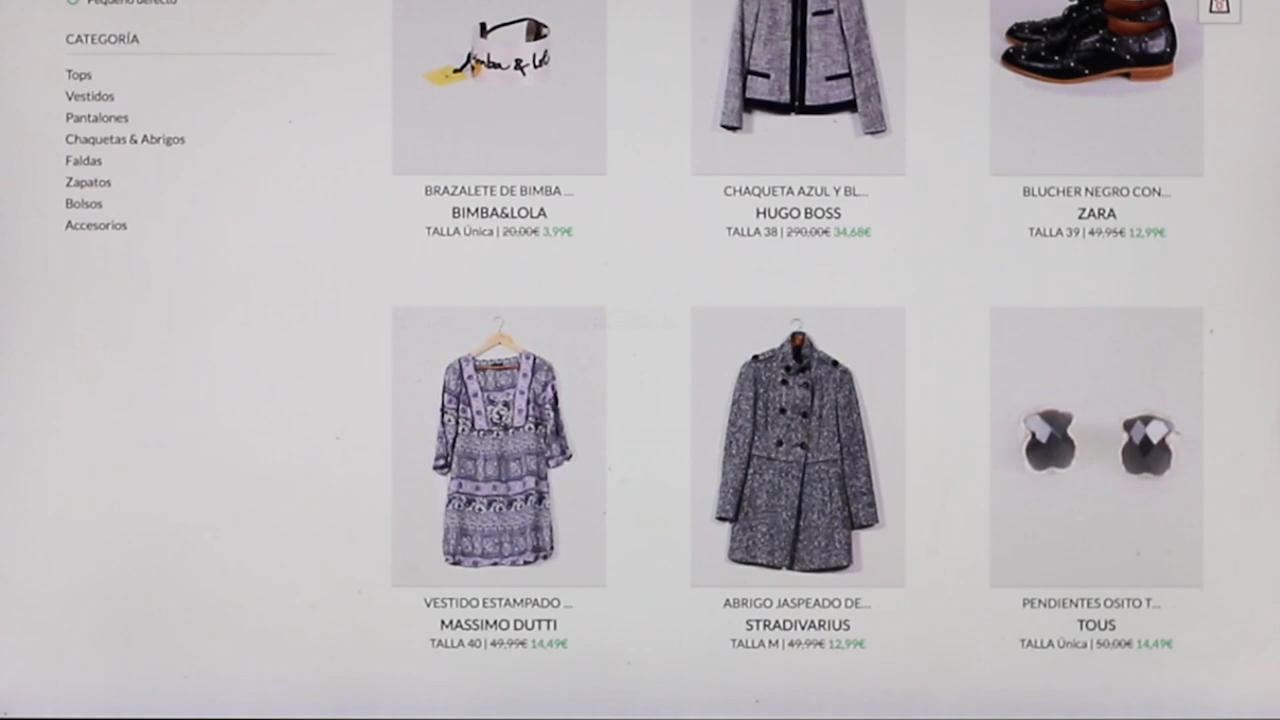 Pequeño defecto
CATEGORÍA
Tops
Vestidos
Pantalones
Chaquetas & Abrigos
Faldas
Zapatos
Bolsos
Accesorios
BRAZALETE DE BIMBA ...
BIMBA&LOLA
TALLA Única | 20,00€ 3,99€
CHAQUETA AZUL Y BL...
HUGO BOSS
TALLA 38 | 290,00€ 34,68€
BLUCHER NEGRO CON...
ZARA
TALLA 39 | 49,95€ 12,99€
VESTIDO ESTAMPADO ...
MASSIMO DUTTI
TALLA 40 | 49,99€ 14,49€
ABRIGO JASPEADO DE...
STRADIVARIUS
TALLA M | 49,99€ 12,99€
PENDIENTES OSITO T...
TOUS
TALLA Única | 50,00€ 14,49€